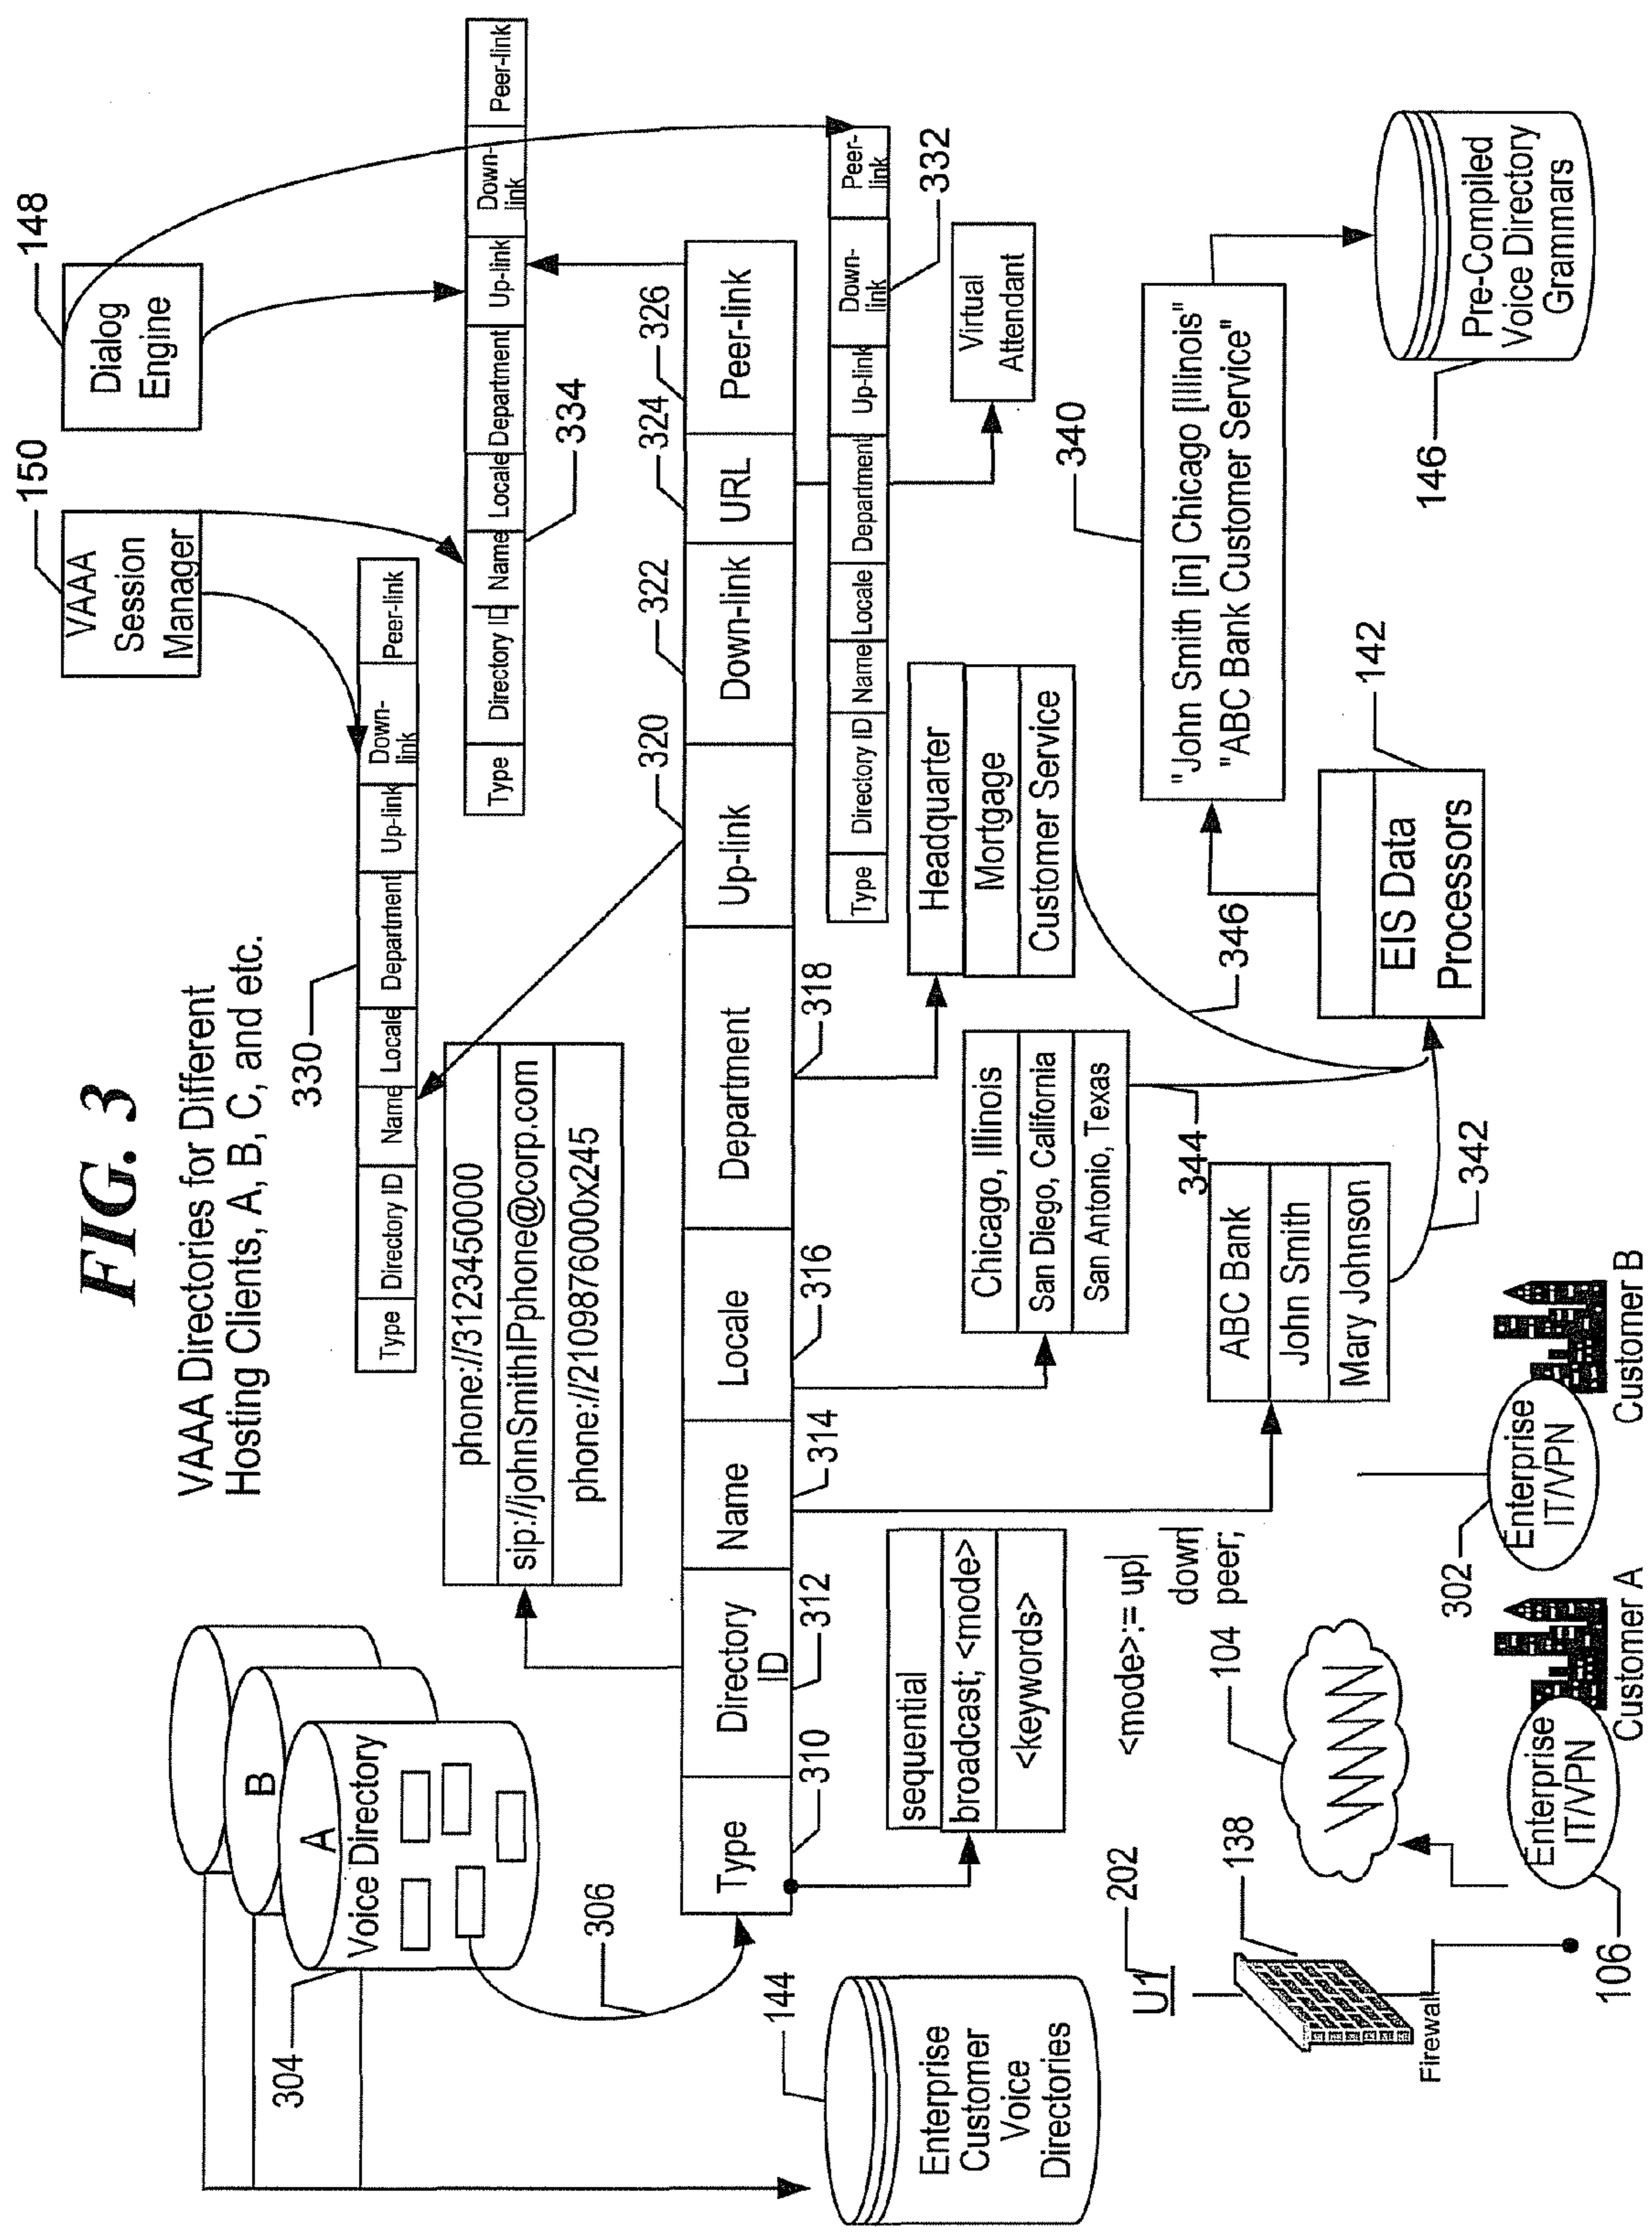 FIG. 3
VAAA Directories for Different
Hosting Clients, A, B, C, and etc.
150
VAAA
Session
Manager
148
Dialog
Engine
330
Type Directory ID Name Locale Department Up-link Down-link Peer-link
Type Directory ID Name Locale Department Up-link Down-link Peer-link
334
B
A
Voice Directory
304
306
phone://3123450000
sip://johnSmithIPphone@corp.com
phone://2109876000x245
320
322
324
326
Type Directory ID Name Locale Department Up-link Down-link URL Peer-link
310
312
314
316
318
Type Directory ID Name Locale Department Up-link Down-link Peer-link
332
144
Enterprise
Customer
Voice
Directories
sequential
broadcast; <mode>
<keywords>
<mode>:= up|
down|
peer;
Headquarter
Mortgage
Customer Service
Virtual
Attendant
Chicago, Illinois
San Diego, California
San Antonio, Texas
344
346
ABC Bank
John Smith
Mary Johnson
342
340
"John Smith [in] Chicago [Illinois"
"ABC Bank Customer Service"
142
EIS Data
Processors
146
Pre-Compiled
Voice Directory
Grammars
202
U1
138
Firewall
104
106
Enterprise
IT/VPN
Customer A
302
Enterprise
IT/VPN
Customer B